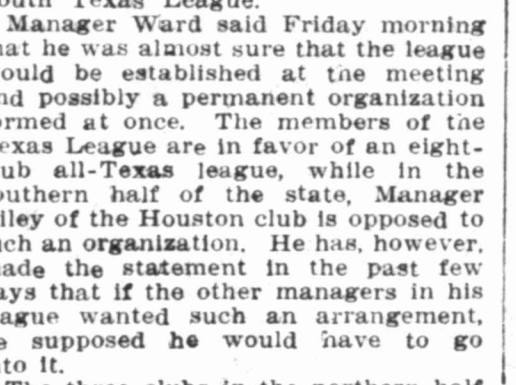 South Texas League.
Manager Ward said Friday morning
hat he was almost sure that the league
ould be established at the meeting
nd possibly a permanent organization
ormed at once. The members of the
exas League are in favor of an eight-
ub all-Texas league, while in the
outhern half of the state, Manager
iley of the Houston club is opposed to
uch an organization. He has, however,
ade the statement in the past few
ays that if the other managers in his
ague wanted such an arrangement,
e supposed he would have to go
nto it.
The three clubs in the northern half